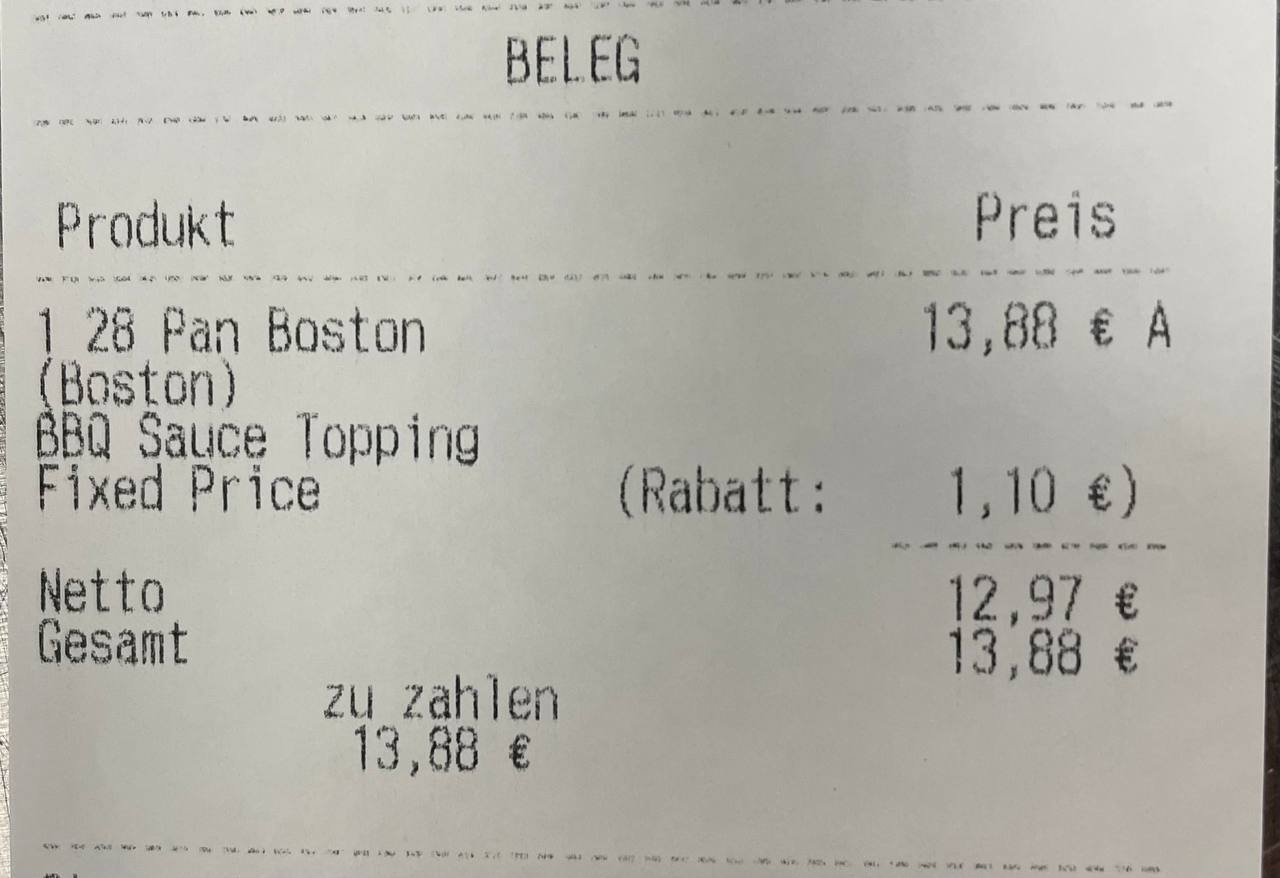 BELEG
Produkt Preis
1 28 Pan Boston 13,88 € A
(Boston)
BBQ Sauce Topping
Fixed Price (Rabatt: 1,10 €)
Netto 12,97 €
Gesamt 13,88 €
zu zahlen
13,88 €